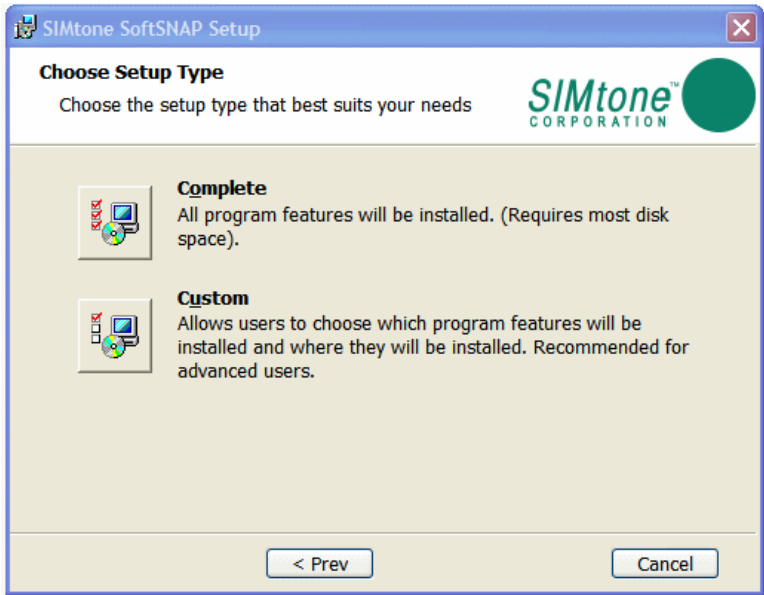 SIMtone SoftSNAP Setup
Choose Setup Type
Choose the setup type that best suits your needs
SIMtone™
CORPORATION
Complete
All program features will be installed. (Requires most disk
space).
Custom
Allows users to choose which program features will be
installed and where they will be installed. Recommended for
advanced users.
< Prev
Cancel